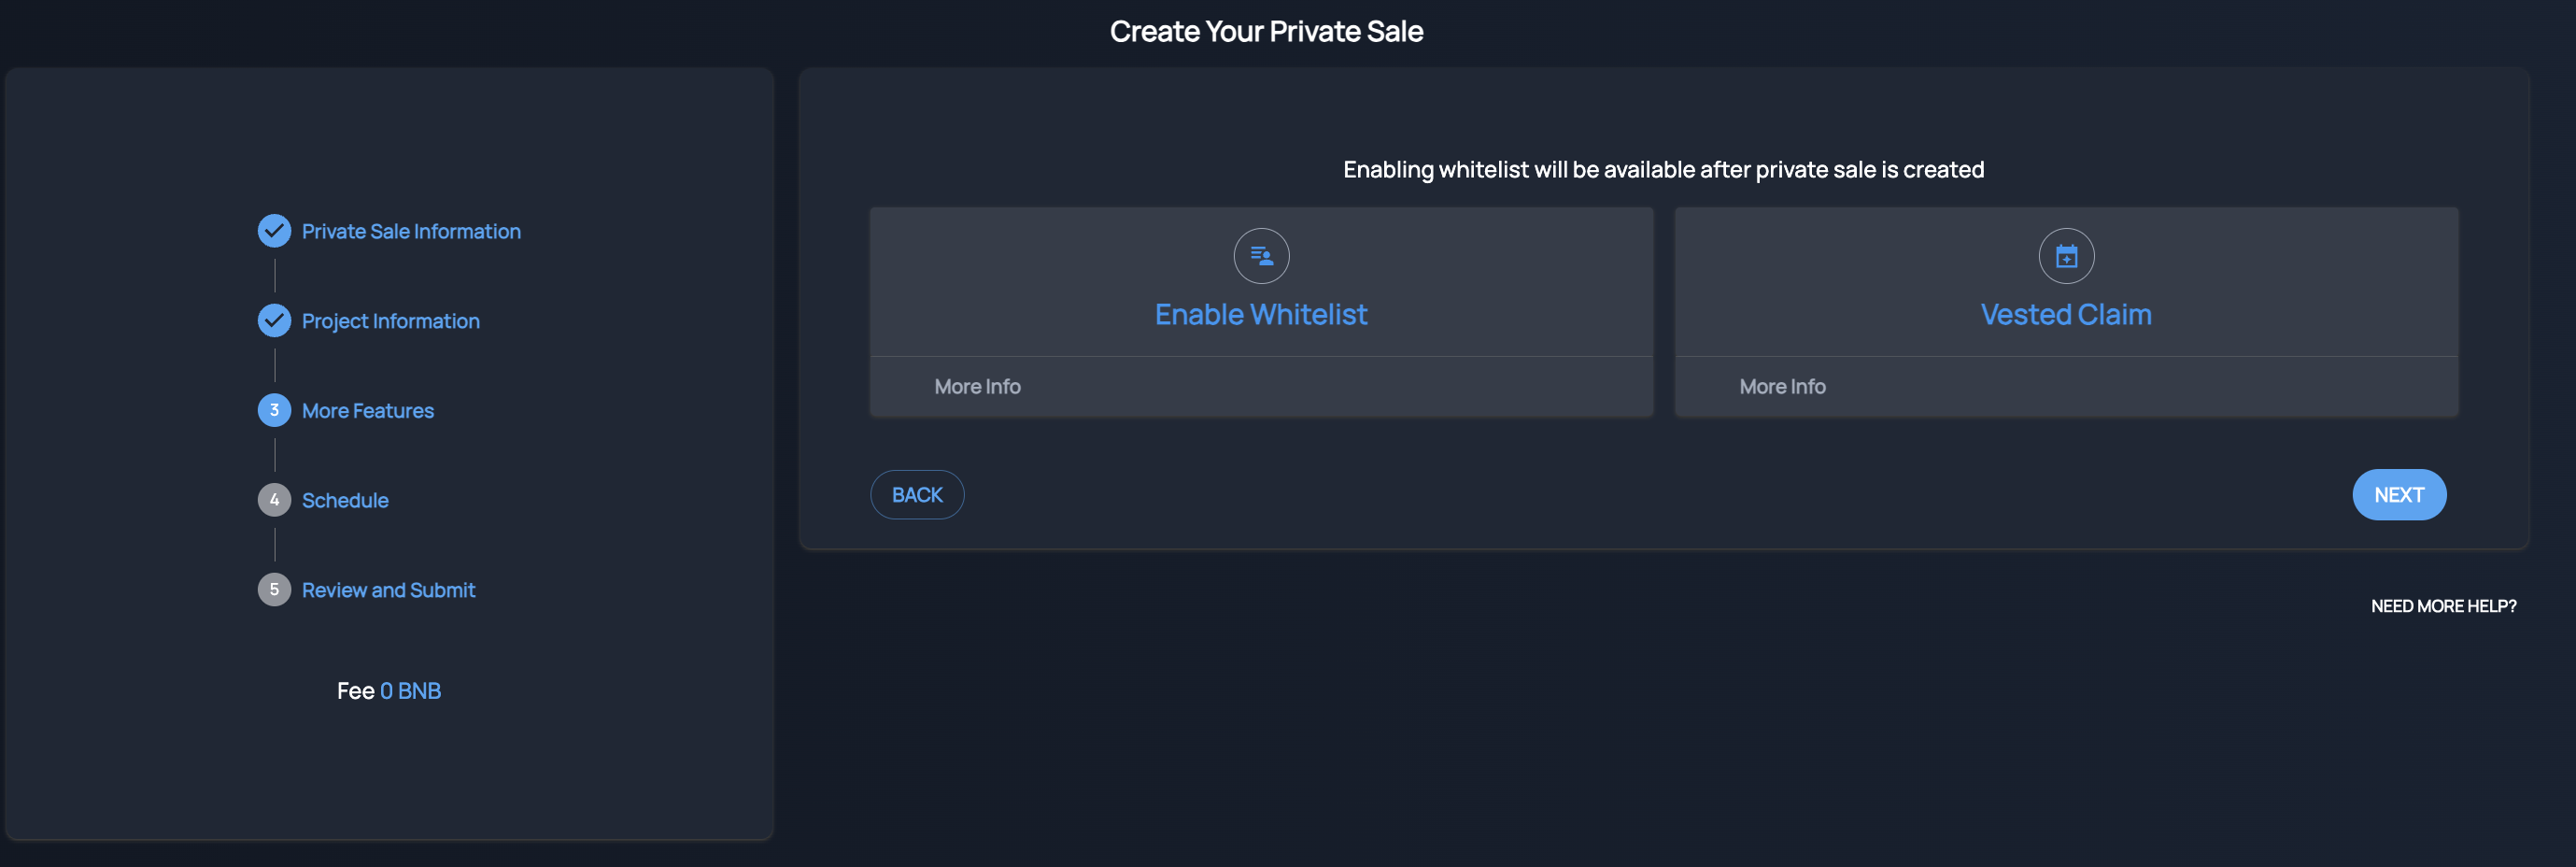 Create Your Private Sale
Private Sale Information
Project Information
3 More Features
4 Schedule
5 Review and Submit
Fee 0 BNB
Enabling whitelist will be available after private sale is created
Enable Whitelist
More Info
Vested Claim
More Info
BACK
NEXT
NEED MORE HELP?